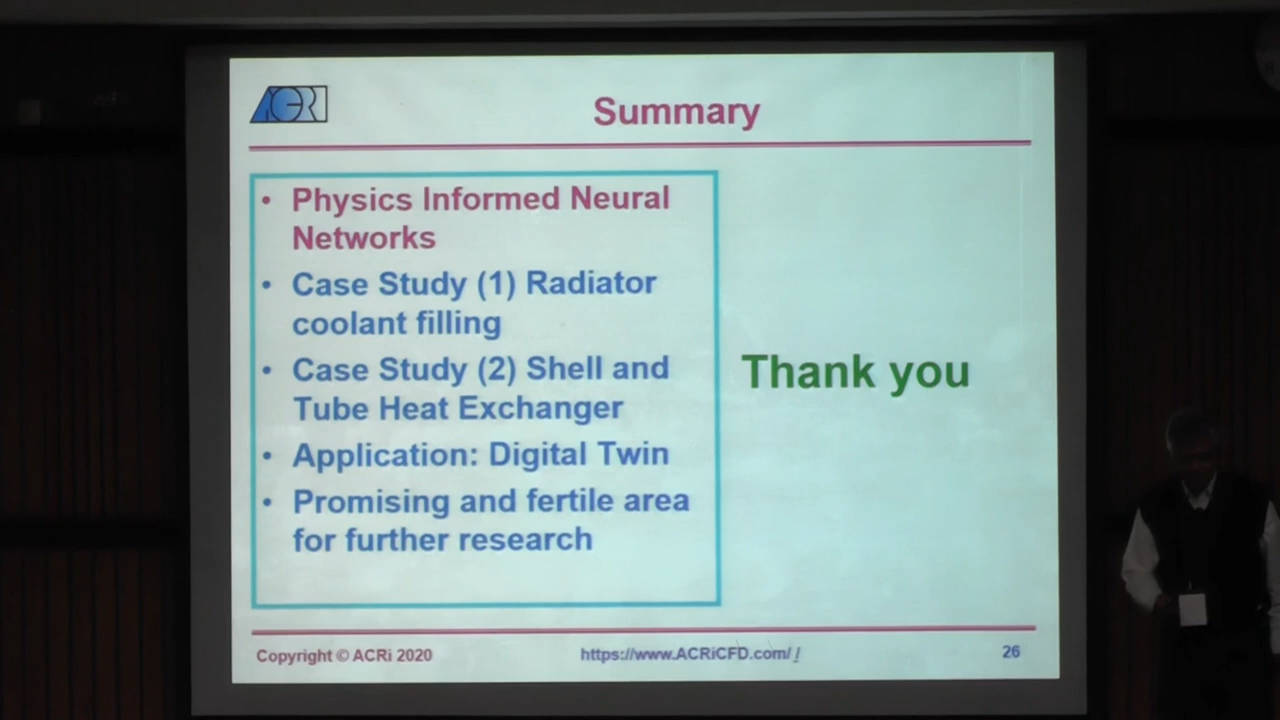 ACRi
Summary
• Physics Informed Neural
Networks
• Case Study (1) Radiator
coolant filling
• Case Study (2) Shell and
Tube Heat Exchanger
• Application: Digital Twin
• Promising and fertile area
for further research
Thank you
Copyright © ACRi 2020
https://www.ACRiCFD.com/ /
26